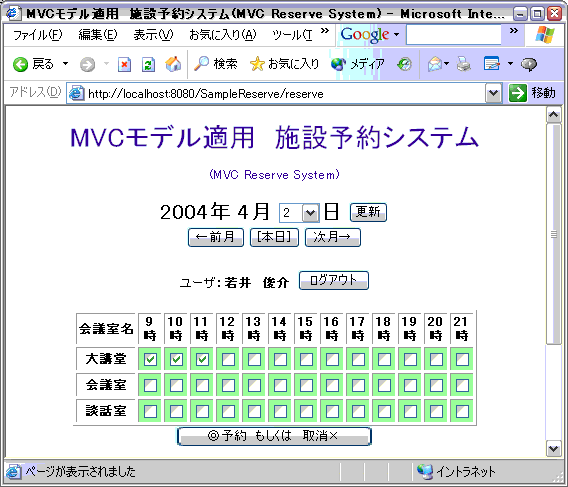 MVCモデル適用 施設予約システム(MVC Reserve System) - Microsoft Inte...
ファイル(F) 編集(E) 表示(V) お気に入り(A) ツール(T) » Google »
戻る 検索 お気に入り メディア
アドレス(D) http://localhost:8080/SampleReserve/reserve 移動
MVCモデル適用 施設予約システム
(MVC Reserve System)
2004年 4月 2 日 更新
←前月 [本日] 次月→
ユーザ:若井 俊介 ログアウト
会議室名 9時 10時 11時 12時 13時 14時 15時 16時 17時 18時 19時 20時 21時
大講堂
会議室
談話室
◎予約 もしくは 取消×
ページが表示されました イントラネット